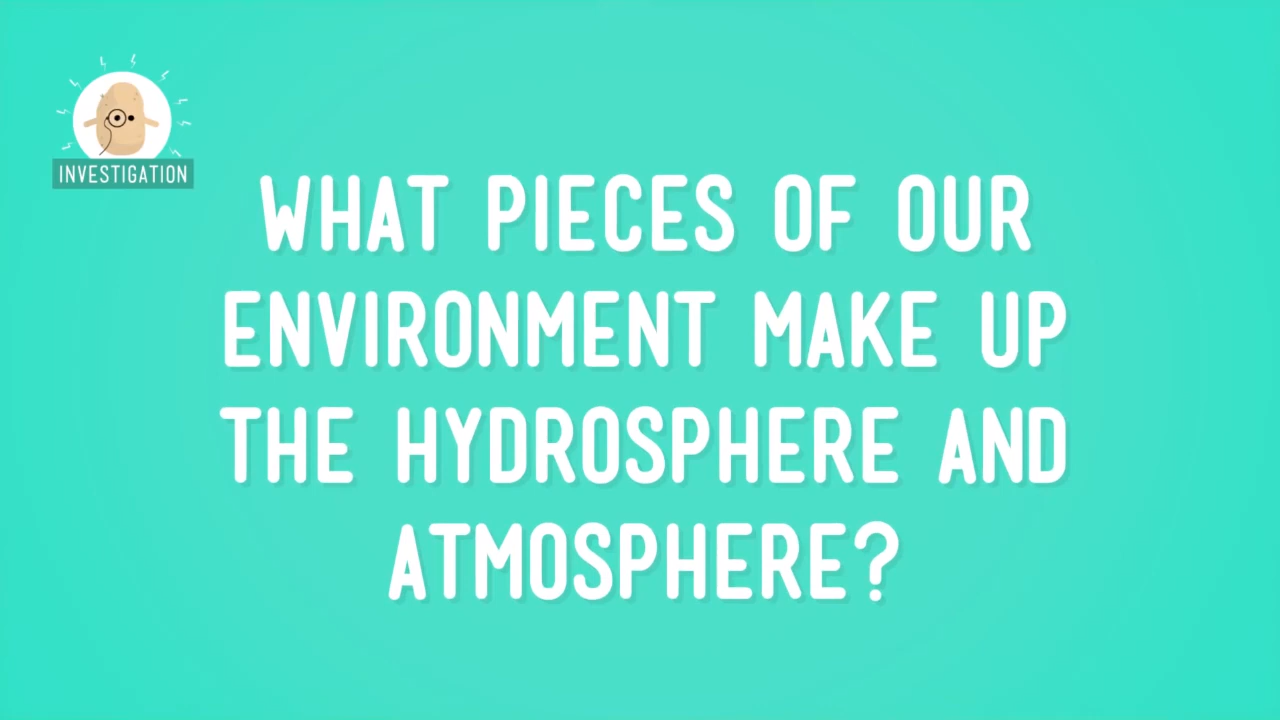 INVESTIGATION
WHAT PIECES OF OUR
ENVIRONMENT MAKE UP
THE HYDROSPHERE AND
ATMOSPHERE?